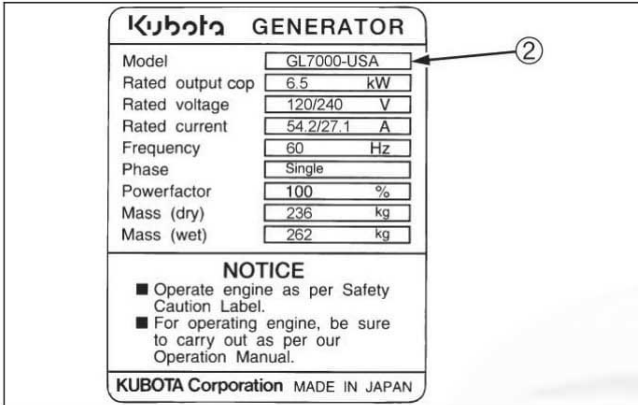 Kubota GENERATOR
Model GL7000-USA
Rated output cop 6.5 kW
Rated voltage 120/240 V
Rated current 54.2/27.1 A
Frequency 60 Hz
Phase Single
Powerfactor 100 %
Mass (dry) 236 kg
Mass (wet) 262 kg
NOTICE
■ Operate engine as per Safety
Caution Label.
■ For operating engine, be sure
to carry out as per our
Operation Manual.
KUBOTA Corporation MADE IN JAPAN
②